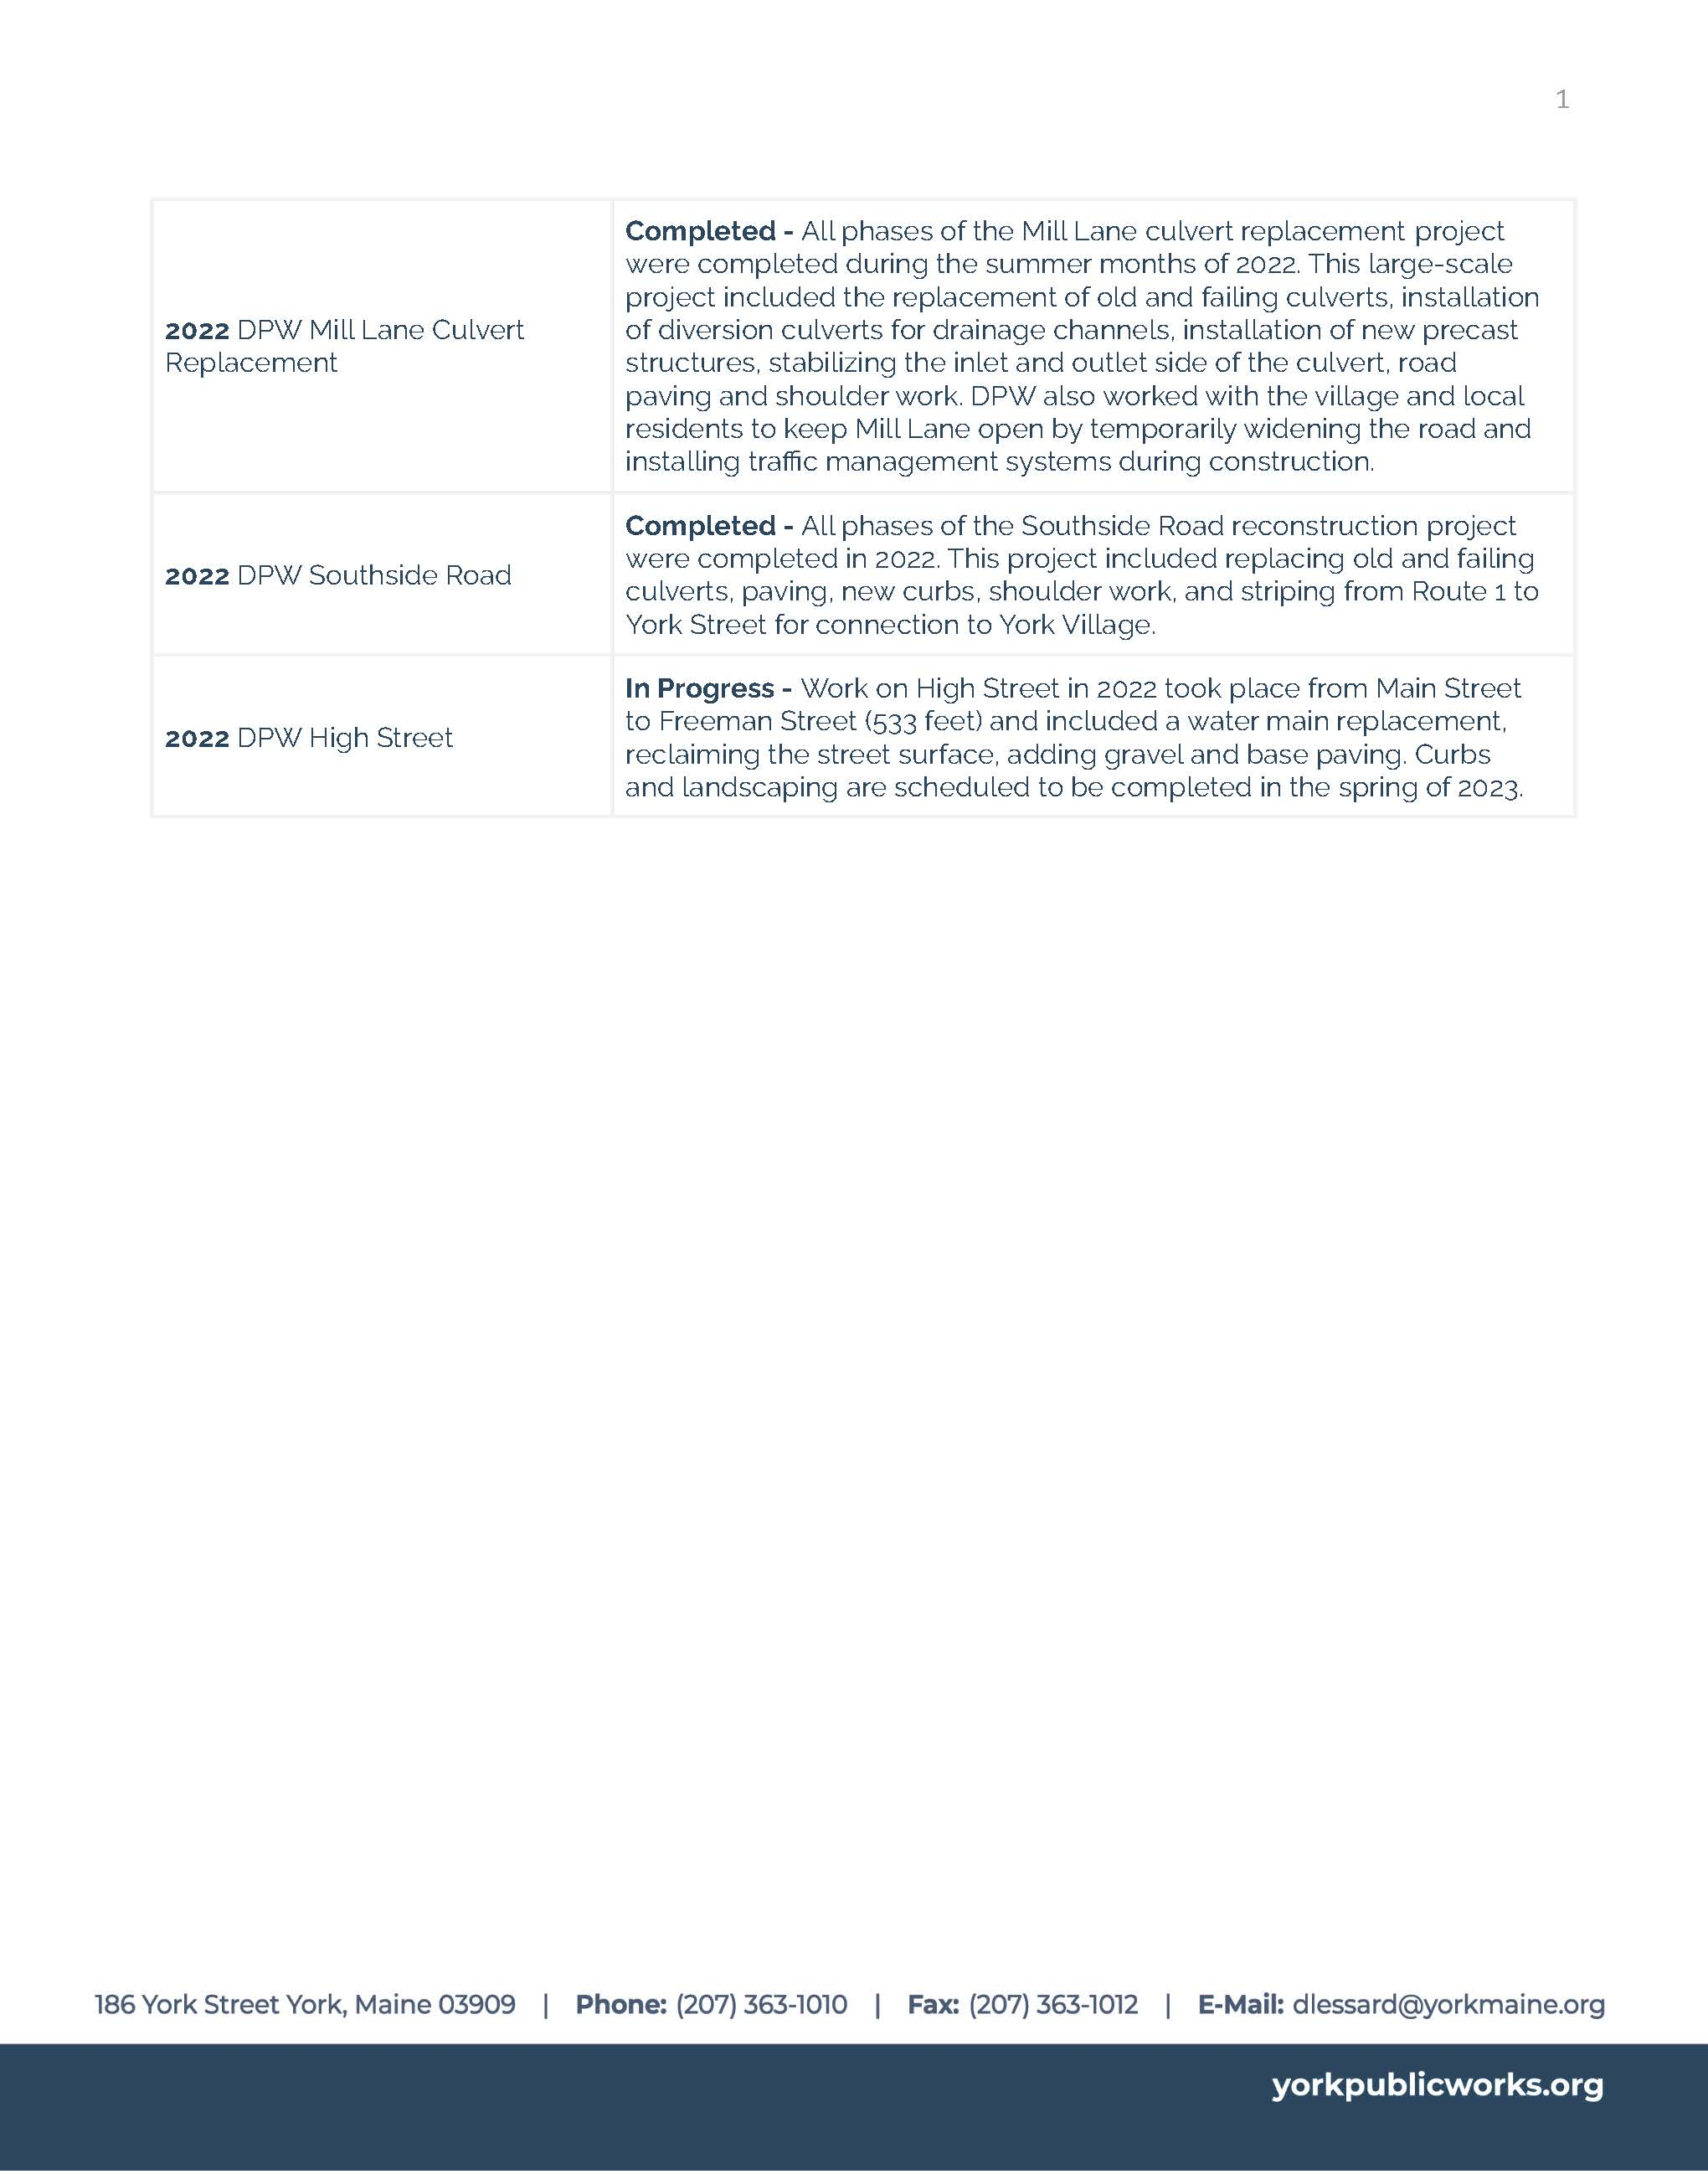 1
2022 DPW Mill Lane Culvert
Replacement
Completed - All phases of the Mill Lane culvert replacement project
were completed during the summer months of 2022. This large-scale
project included the replacement of old and failing culverts, installation
of diversion culverts for drainage channels, installation of new precast
structures, stabilizing the inlet and outlet side of the culvert, road
paving and shoulder work. DPW also worked with the village and local
residents to keep Mill Lane open by temporarily widening the road and
installing traffic management systems during construction.
2022 DPW Southside Road
Completed - All phases of the Southside Road reconstruction project
were completed in 2022. This project included replacing old and failing
culverts, paving, new curbs, shoulder work, and striping from Route 1 to
York Street for connection to York Village.
2022 DPW High Street
In Progress - Work on High Street in 2022 took place from Main Street
to Freeman Street (533 feet) and included a water main replacement,
reclaiming the street surface, adding gravel and base paving. Curbs
and landscaping are scheduled to be completed in the spring of 2023.
186 York Street York, Maine 03909 | Phone: (207) 363-1010 | Fax: (207) 363-1012 | E-Mail: dlessard@yorkmaine.org
yorkpublicworks.org